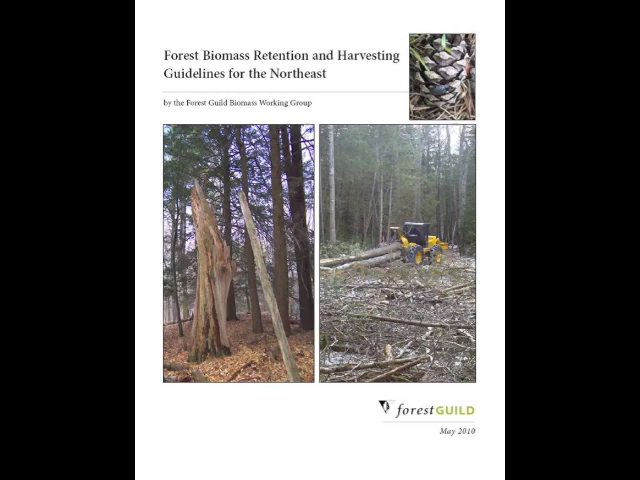 Forest Biomass Retention and Harvesting
Guidelines for the Northeast
by the Forest Guild Biomass Working Group
forestGUILD
May 2010